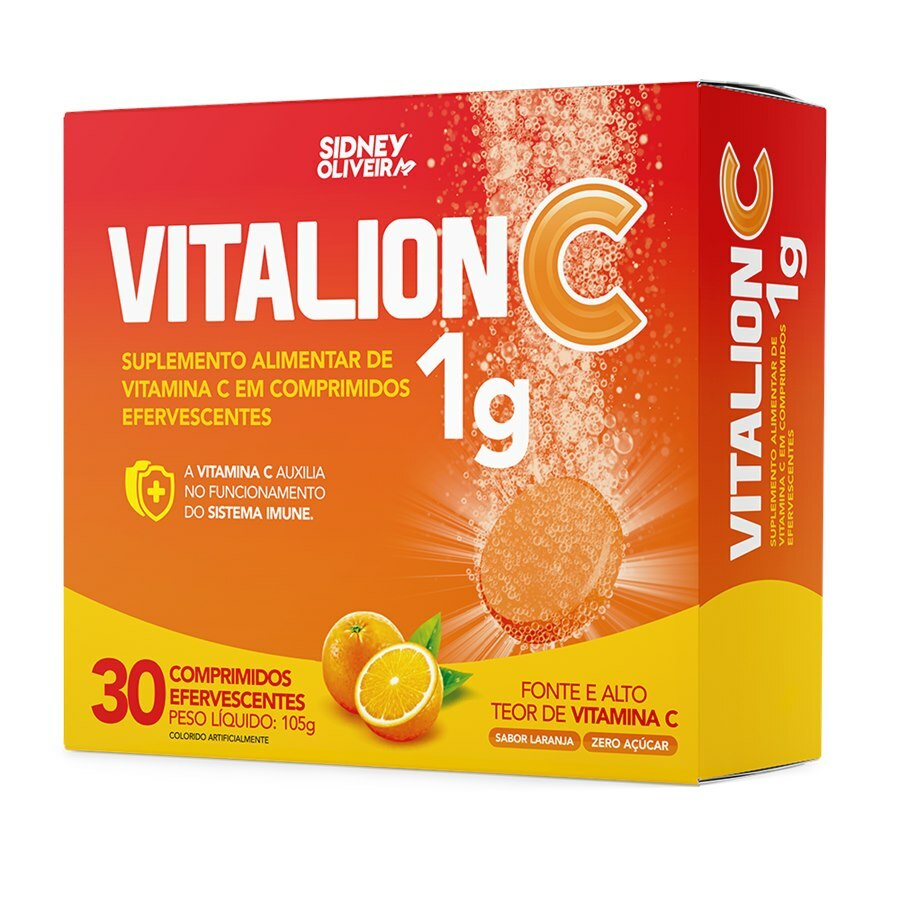 SIDNEY
OLIVEIRA
VITALION C
1g
SUPLEMENTO ALIMENTAR DE
VITAMINA C EM COMPRIMIDOS
EFERVESCENTES
A VITAMINA C AUXILIA
NO FUNCIONAMENTO
DO SISTEMA IMUNE.
30
COMPRIMIDOS
EFERVESCENTES
PESO LÍQUIDO: 105g
COLORIDO ARTIFICIALMENTE
FONTE E ALTO
TEOR DE VITAMINA C
SABOR LARANJA
ZERO AÇÚCAR
VITALION C
1g
SUPLEMENTO ALIMENTAR DE
VITAMINA C EM COMPRIMIDOS
EFERVESCENTES